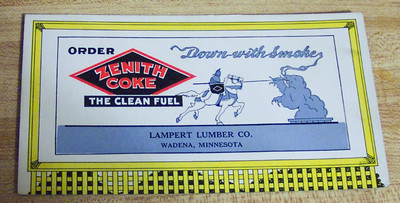 ORDER
ZENITH
COKE
THE CLEAN FUEL
Down with Smoke
LAMPERT LUMBER CO.
WADENA, MINNESOTA